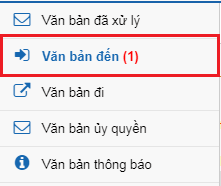 Văn bản đã xử lý
Văn bản đến (1)
Văn bản đi
Văn bản ủy quyền
Văn bản thông báo